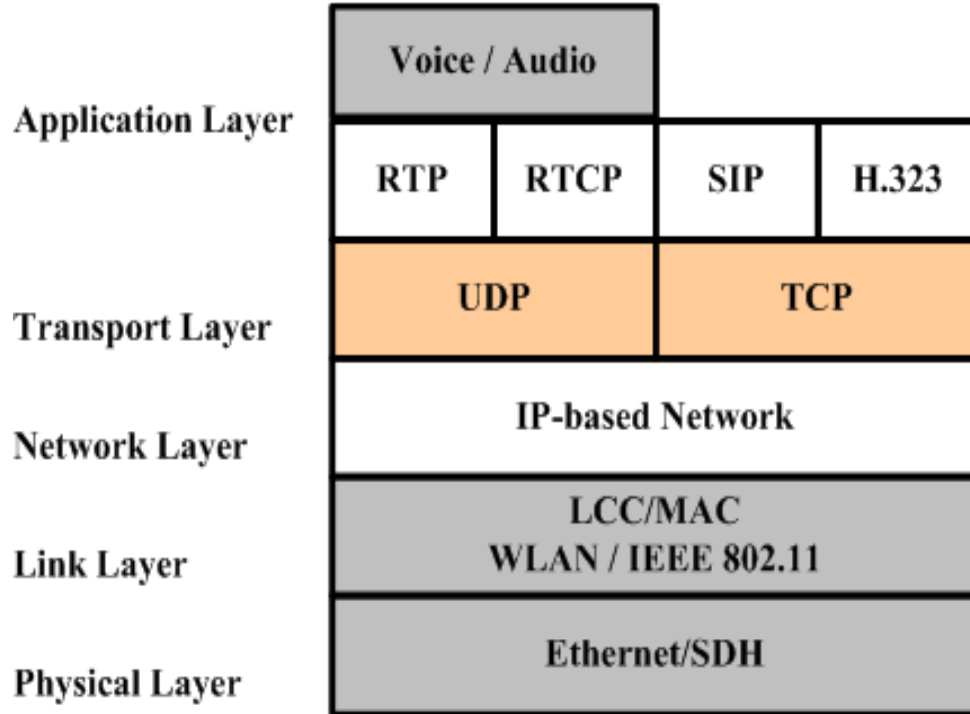 Voice / Audio
Application Layer
RTP
RTCP
SIP
H.323
UDP
TCP
Transport Layer
IP-based Network
Network Layer
LCC/MAC
WLAN / IEEE 802.11
Link Layer
Ethernet/SDH
Physical Layer